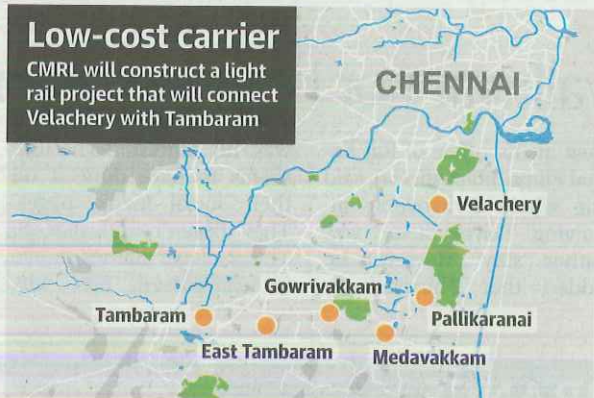 Low-cost carrier
CMRL will construct a light
rail project that will connect
Velachery with Tambaram
CHENNAI
Velachery
Gowrivakkam
Tambaram
Pallikaranai
East Tambaram
Medavakkam